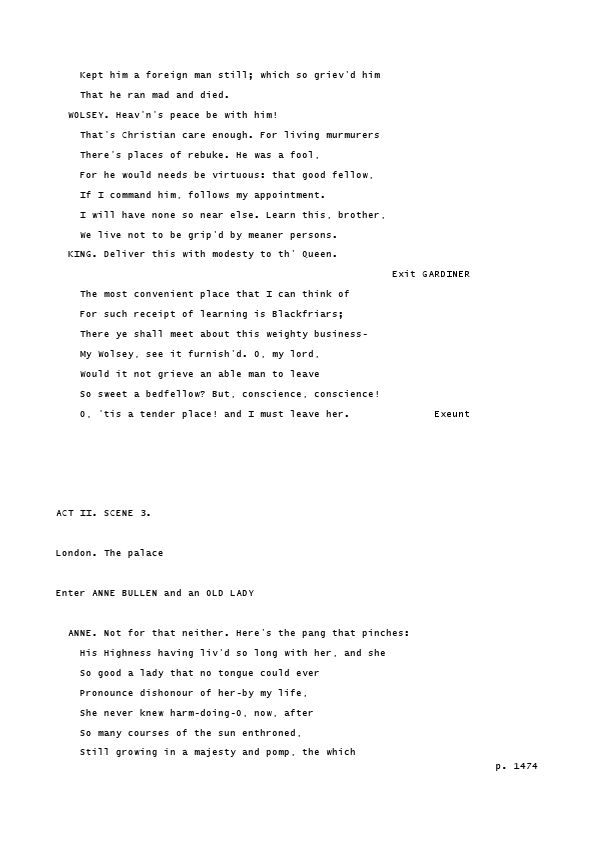 Kept him a foreign man still; which so griev'd him
That he ran mad and died.
WOLSEY. Heav'n's peace be with him!
That's Christian care enough. For living murmurers
There's places of rebuke. He was a fool,
For he would needs be virtuous: that good fellow,
If I command him, follows my appointment.
I will have none so near else. Learn this, brother,
We live not to be grip'd by meaner persons.
KING. Deliver this with modesty to th' Queen.
Exit GARDINER
The most convenient place that I can think of
For such receipt of learning is Blackfriars;
There ye shall meet about this weighty business-
My Wolsey, see it furnish'd. O, my lord,
Would it not grieve an able man to leave
So sweet a bedfellow? But, conscience, conscience!
O, 'tis a tender place! and I must leave her. Exeunt
ACT II. SCENE 3.
London. The palace
Enter ANNE BULLEN and an OLD LADY
ANNE. Not for that neither. Here's the pang that pinches:
His Highness having liv'd so long with her, and she
So good a lady that no tongue could ever
Pronounce dishonour of her-by my life,
She never knew harm-doing-O, now, after
So many courses of the sun enthroned,
Still growing in a majesty and pomp, the which
p. 1474